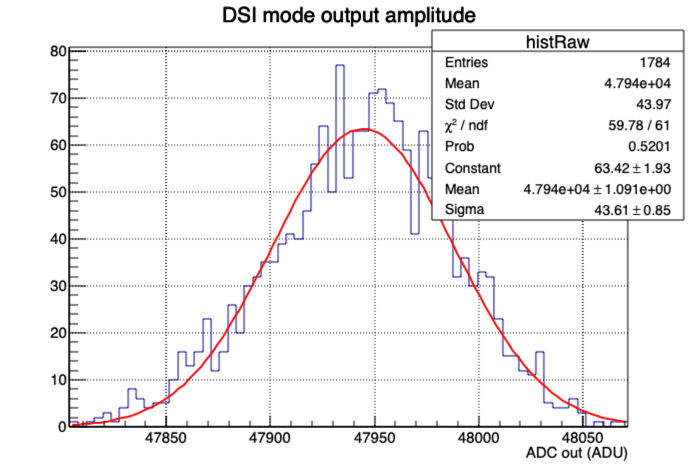 DSI mode output amplitude
histRaw
Entries 1784
Mean 4.794e+04
Std Dev 43.97
χ² / ndf 59.78 / 61
Prob 0.5201
Constant 63.42 ± 1.93
Mean 4.794e+04 ± 1.091e+00
Sigma 43.61 ± 0.85
80
70
60
50
40
30
20
10
0
47850 47900 47950 48000 48050
ADC out (ADU)